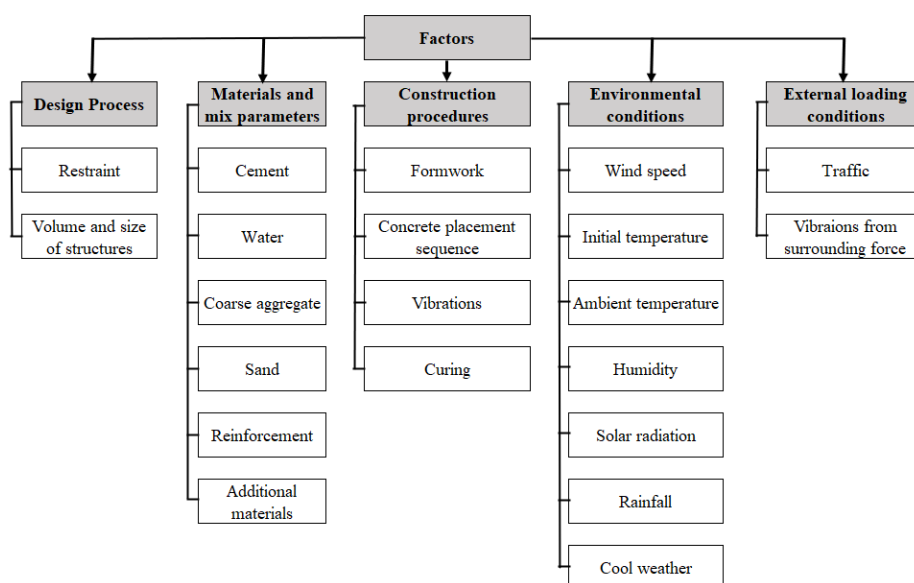 Factors
Design Process
Restraint
Volume and size
of structures
Materials and
mix parameters
Cement
Water
Coarse aggregate
Sand
Reinforcement
Additional
materials
Construction
procedures
Formwork
Concrete placement
sequence
Vibrations
Curing
Environmental
conditions
Wind speed
Initial temperature
Ambient temperature
Humidity
Solar radiation
Rainfall
Cool weather
External loading
conditions
Traffic
Vibraions from
surrounding force